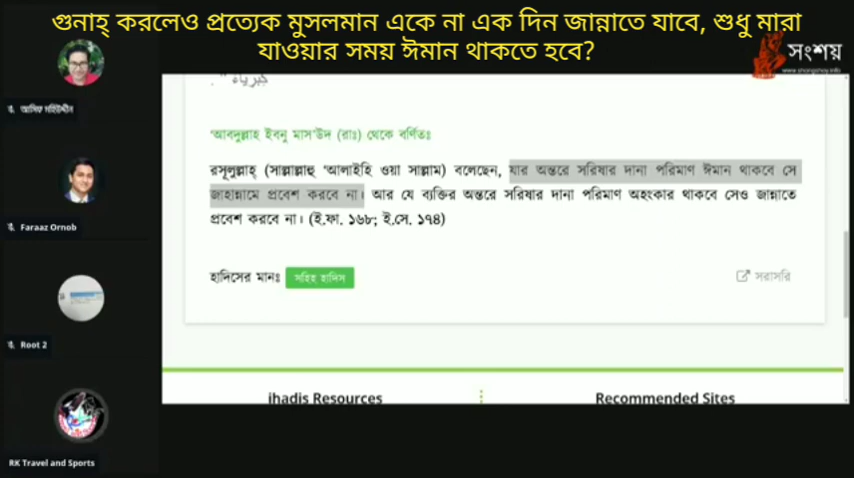 গুনাহ্ করলেও প্রত্যেক মুসলমান একে না এক দিন জান্নাতে যাবে, শুধু মারা
যাওয়ার সময় ঈমান থাকতে হবে?
সংশয়
www.shongshoy.info
আসিফ মহিউদ্দীন
'আবদুল্লাহ ইবনু মাস'উদ (রাঃ) থেকে বর্ণিতঃ
রসূলুল্লাহ্ (সাল্লাল্লাহু 'আলাইহি ওয়া সাল্লাম) বলেছেন, যার অন্তরে সরিষার দানা পরিমাণ ঈমান থাকবে সে
জাহান্নামে প্রবেশ করবে না। আর যে ব্যক্তির অন্তরে সরিষার দানা পরিমাণ অহংকার থাকবে সেও জান্নাতে
প্রবেশ করবে না। (ই.ফা. ১৬৮; ই.সে. ১৭৪)
Faraaz Ornob
হাদিসের মানঃ সহিহ হাদিস
সরাসরি
Root 2
ihadis Resources
Recommended Sites
RK Travel and Sports